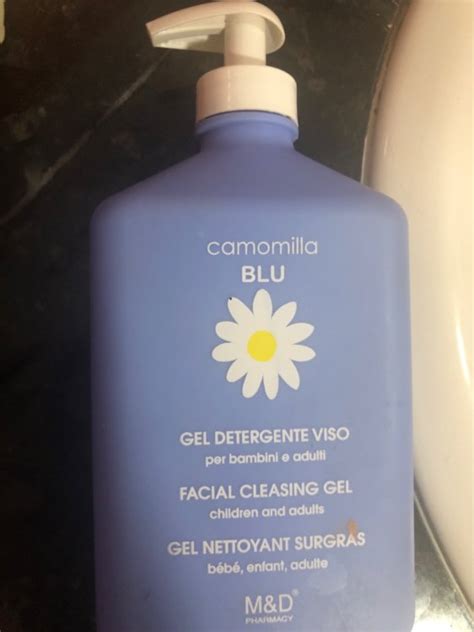 camomilla
BLU
GEL DETERGENTE VISO
per bambini e adulti
FACIAL CLEASING GEL
children and adults
GEL NETTOYANT SURGRAS
bébé, enfant, adulte
M&D®
PHARMACY